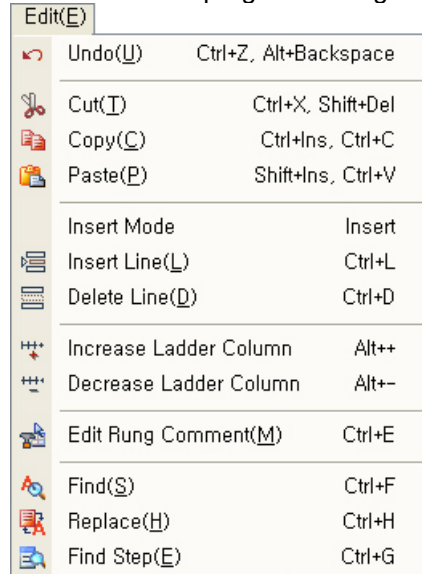 Edit(E)
Undo(U) Ctrl+Z, Alt+Backspace
Cut(T) Ctrl+X, Shift+Del
Copy(C) Ctrl+Ins, Ctrl+C
Paste(P) Shift+Ins, Ctrl+V
Insert Mode Insert
Insert Line(L) Ctrl+L
Delete Line(D) Ctrl+D
Increase Ladder Column Alt++
Decrease Ladder Column Alt+-
Edit Rung Comment(M) Ctrl+E
Find(S) Ctrl+F
Replace(H) Ctrl+H
Find Step(E) Ctrl+G